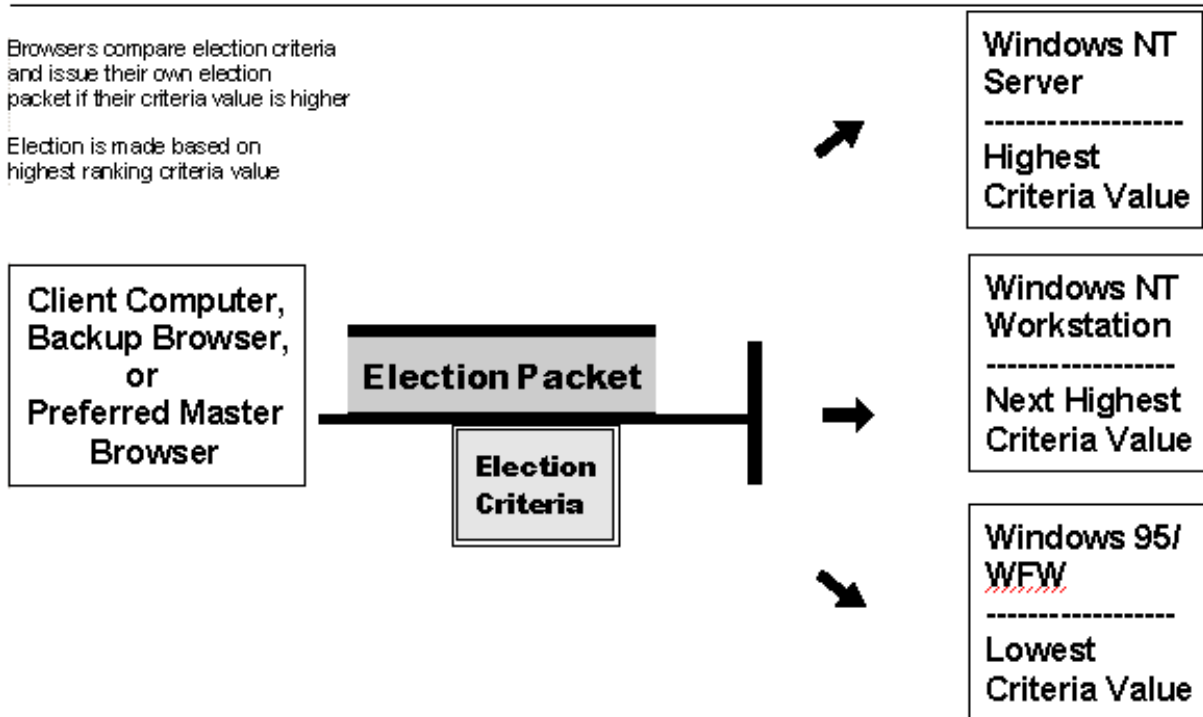 Browsers compare election criteria
and issue their own election
packet if their criteria value is higher
Election is made based on
highest ranking criteria value
Client Computer,
Backup Browser,
or
Preferred Master
Browser
Election Packet
Election
Criteria
Windows NT
Server
-------------------
Highest
Criteria Value
Windows NT
Workstation
------------------
Next Highest
Criteria Value
Windows 95/
WFW
------------------
Lowest
Criteria Value